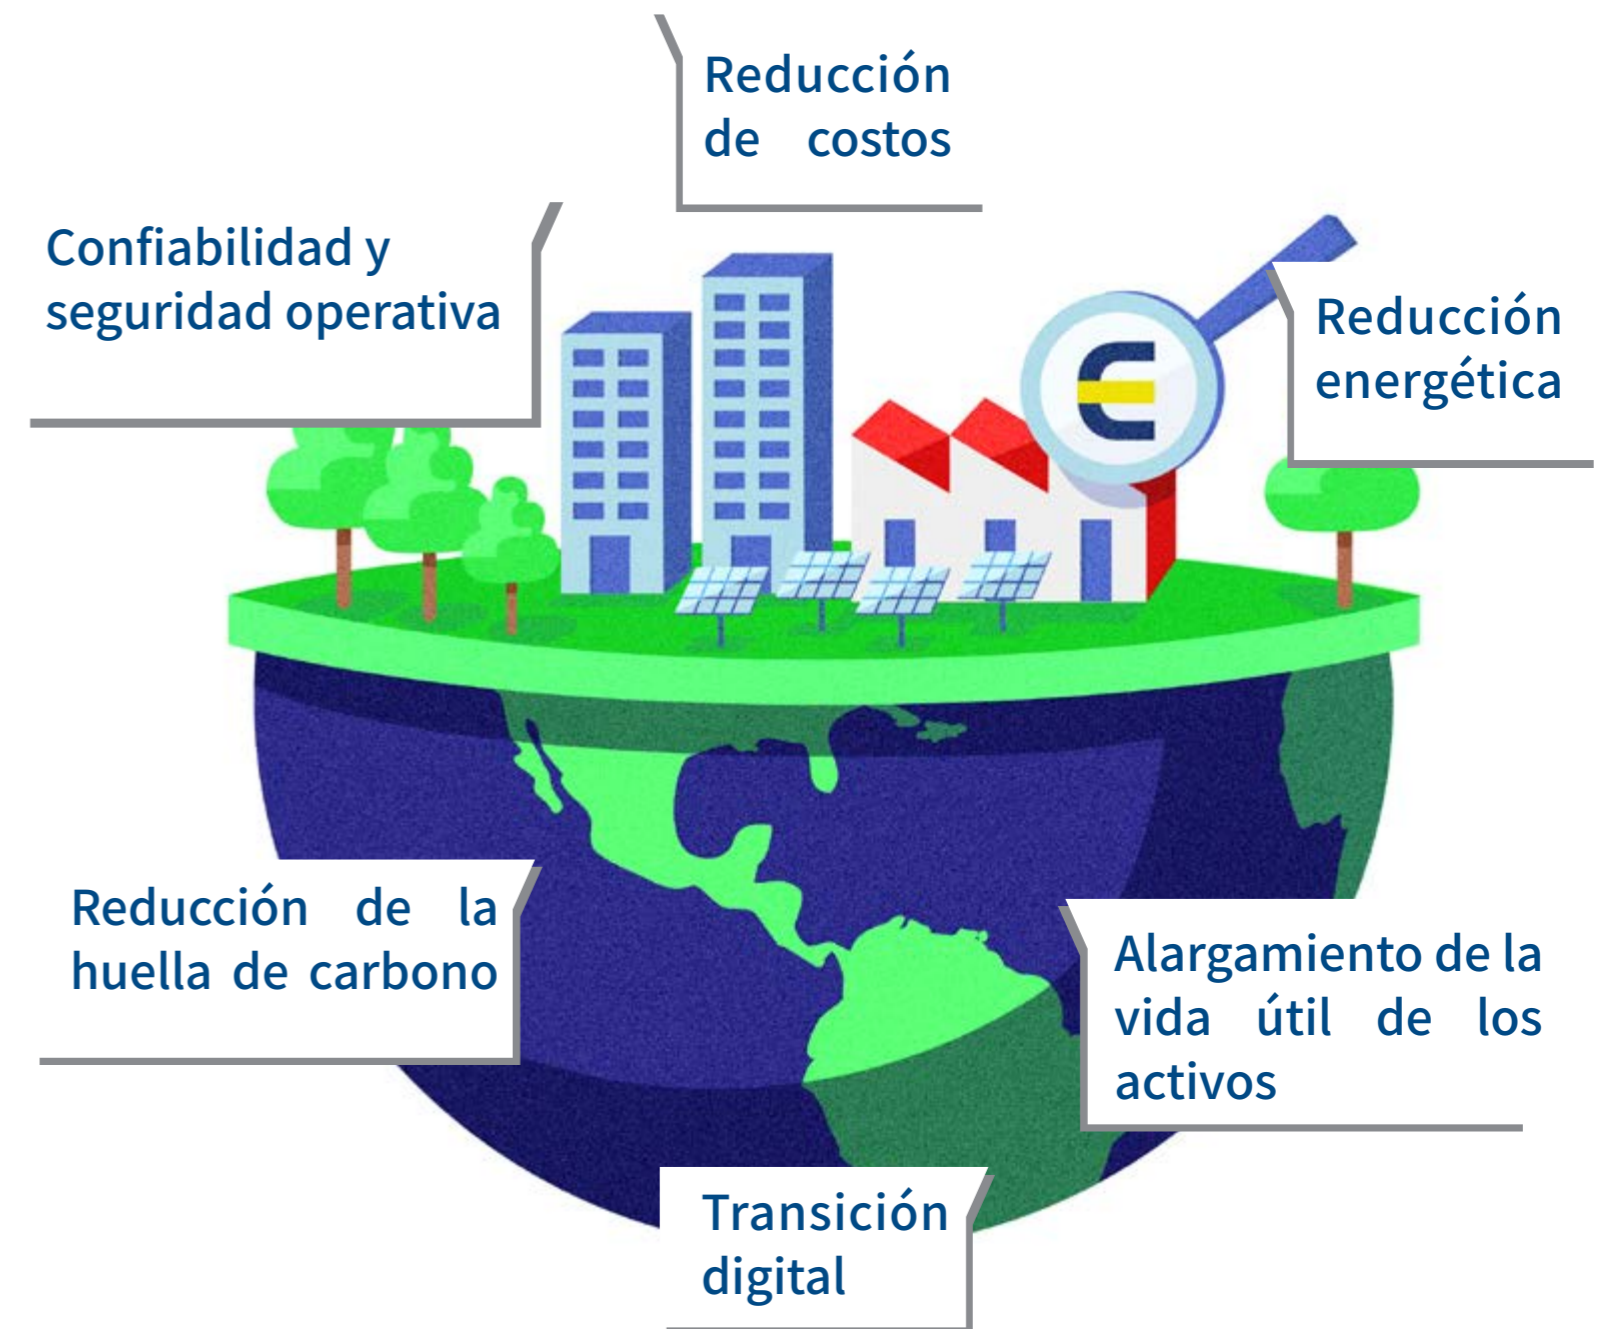 Reducción
de costos
Confiabilidad y
seguridad operativa
Reducción
energética
Reducción de la
huella de carbono
Alargamiento de la
vida útil de los
activos
Transición
digital